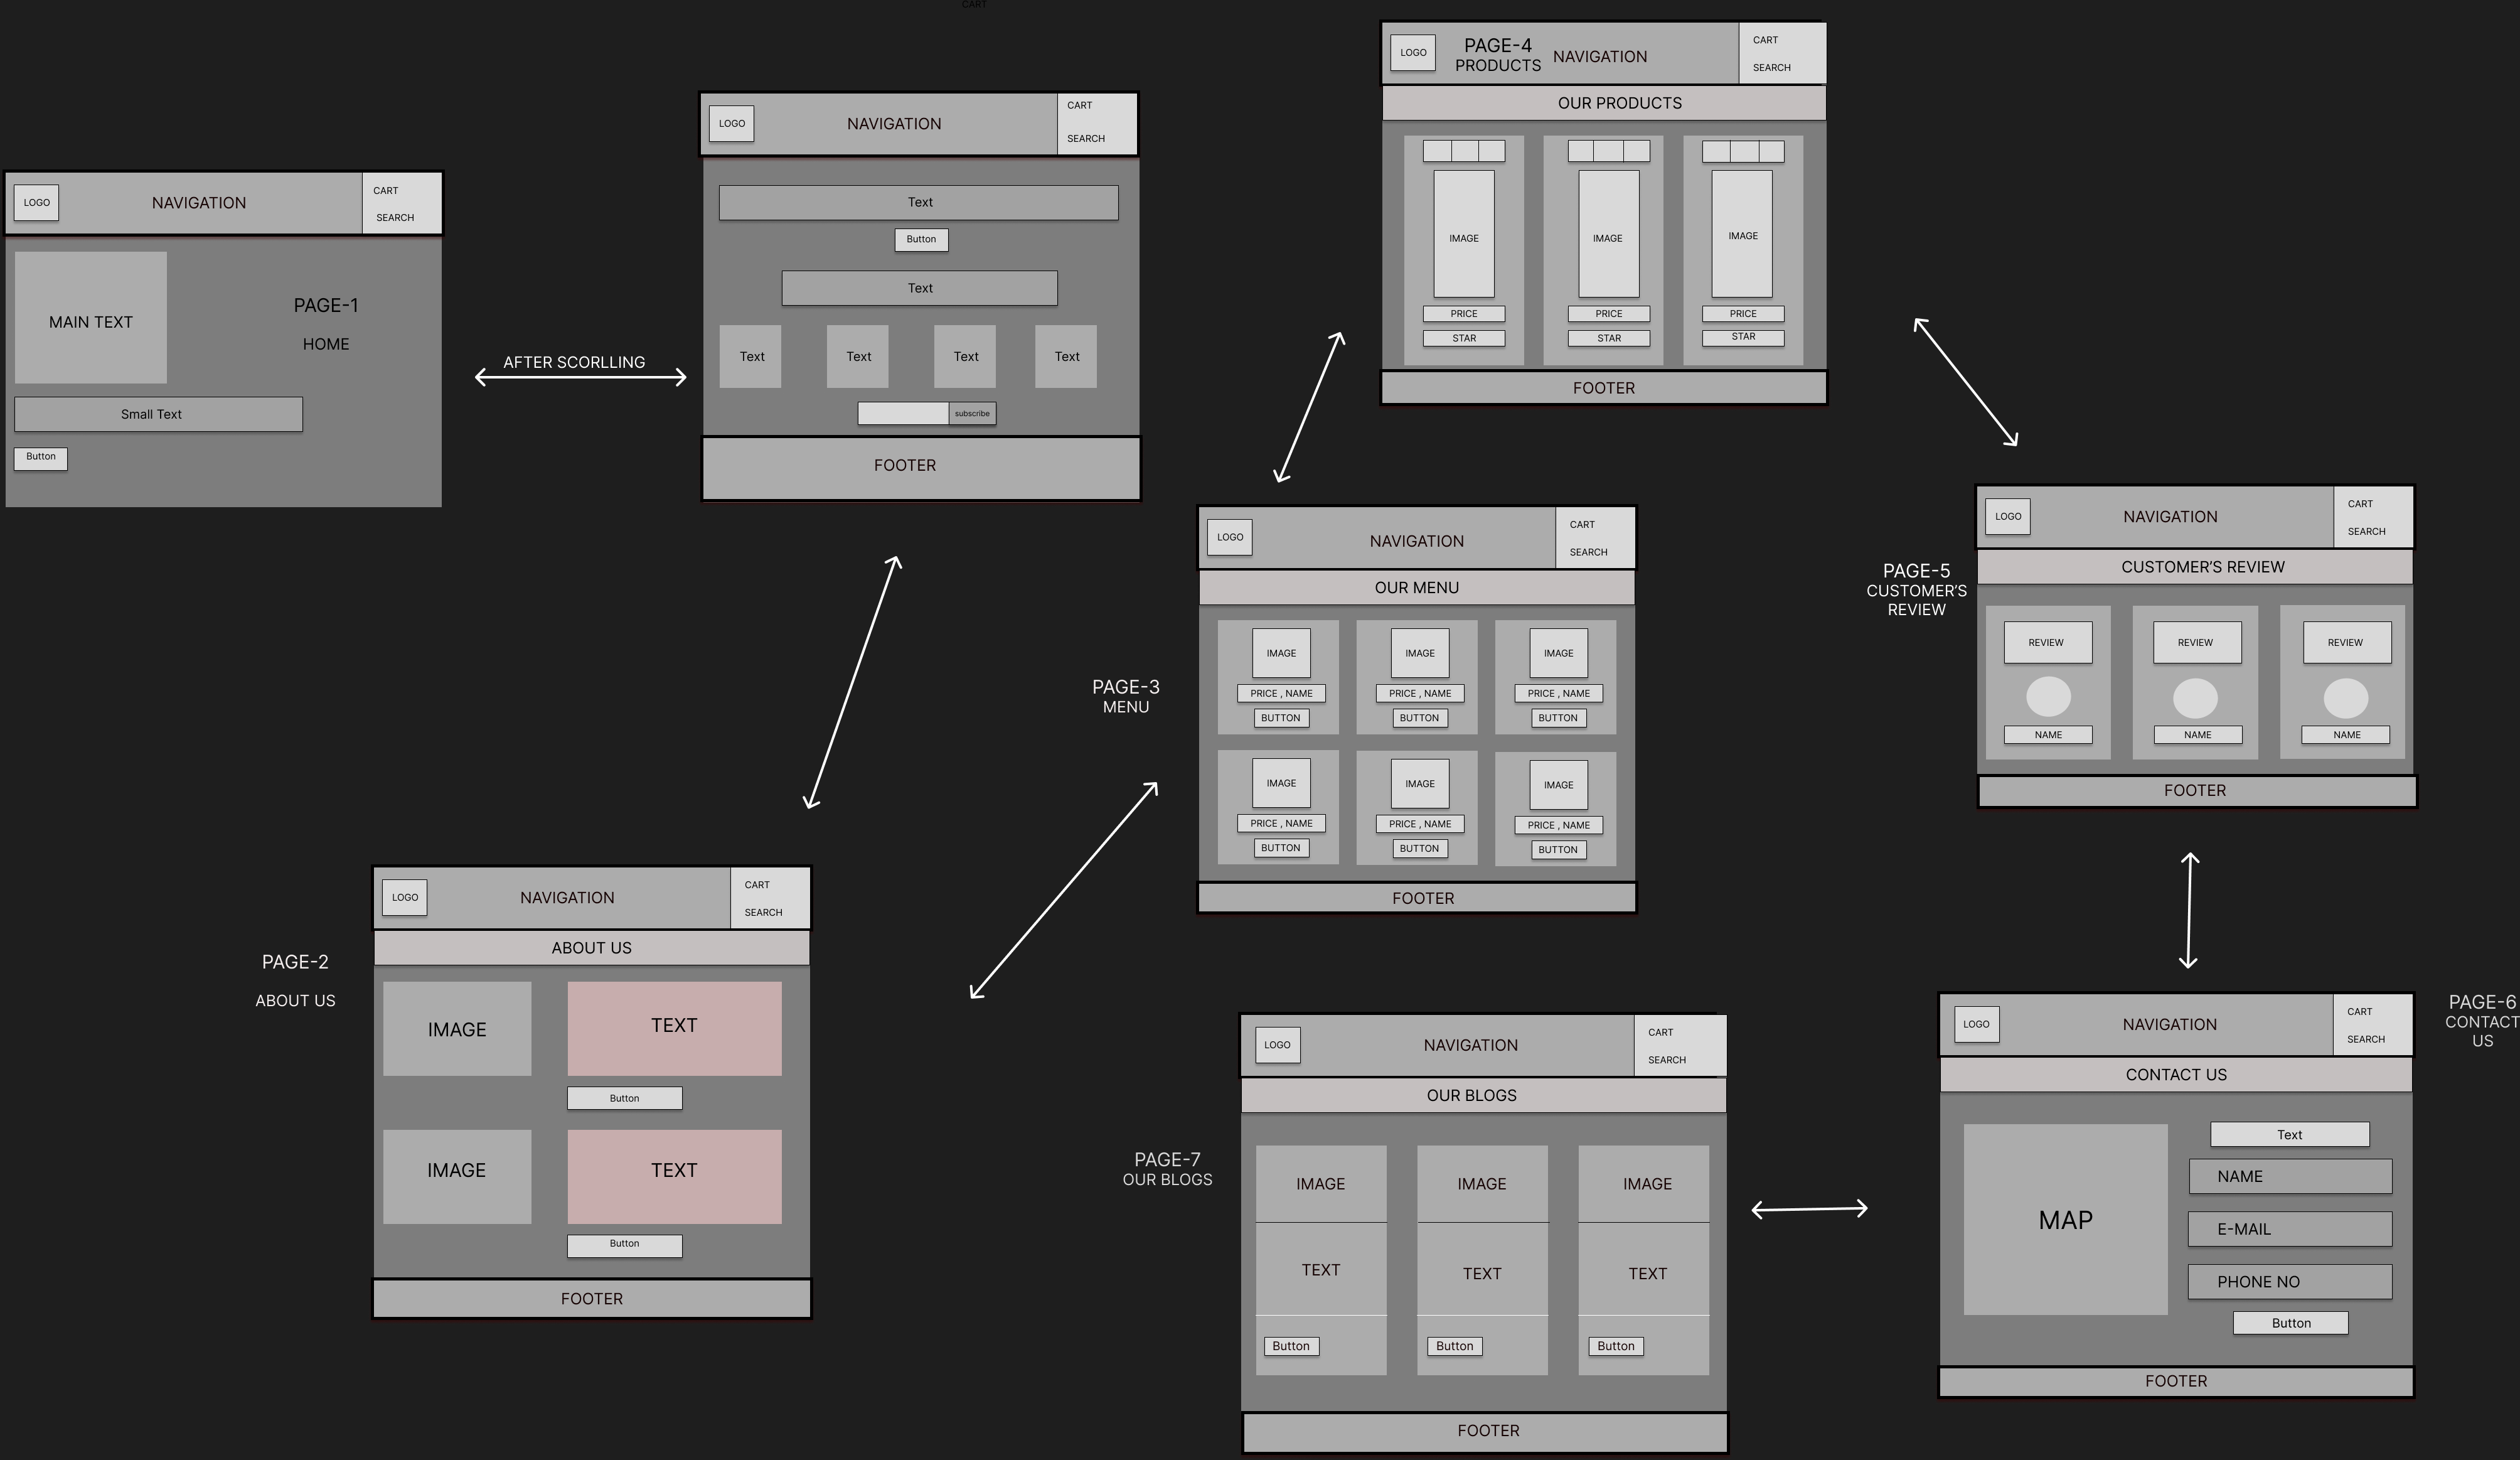 CART
LOGO
NAVIGATION
CART
SEARCH
MAIN TEXT
PAGE-1
HOME
Small Text
Button
AFTER SCORLLING
LOGO
NAVIGATION
CART
SEARCH
Text
Button
Text
Text Text Text Text
subscribe
FOOTER
PAGE-2
ABOUT US
LOGO
NAVIGATION
CART
SEARCH
ABOUT US
IMAGE TEXT
Button
IMAGE TEXT
Button
FOOTER
PAGE-3
MENU
LOGO
NAVIGATION
CART
SEARCH
OUR MENU
IMAGE IMAGE IMAGE
PRICE , NAME PRICE , NAME PRICE , NAME
BUTTON BUTTON BUTTON
IMAGE IMAGE IMAGE
PRICE , NAME PRICE , NAME PRICE , NAME
BUTTON BUTTON BUTTON
FOOTER
LOGO
PAGE-4
PRODUCTS
NAVIGATION
CART
SEARCH
OUR PRODUCTS
IMAGE IMAGE IMAGE
PRICE PRICE PRICE
STAR STAR STAR
FOOTER
PAGE-5
CUSTOMER'S
REVIEW
LOGO
NAVIGATION
CART
SEARCH
CUSTOMER'S REVIEW
REVIEW REVIEW REVIEW
NAME NAME NAME
FOOTER
PAGE-6
CONTACT
US
LOGO
NAVIGATION
CART
SEARCH
CONTACT US
MAP
Text
NAME
E-MAIL
PHONE NO
Button
FOOTER
PAGE-7
OUR BLOGS
LOGO
NAVIGATION
CART
SEARCH
OUR BLOGS
IMAGE IMAGE IMAGE
TEXT TEXT TEXT
Button Button Button
FOOTER